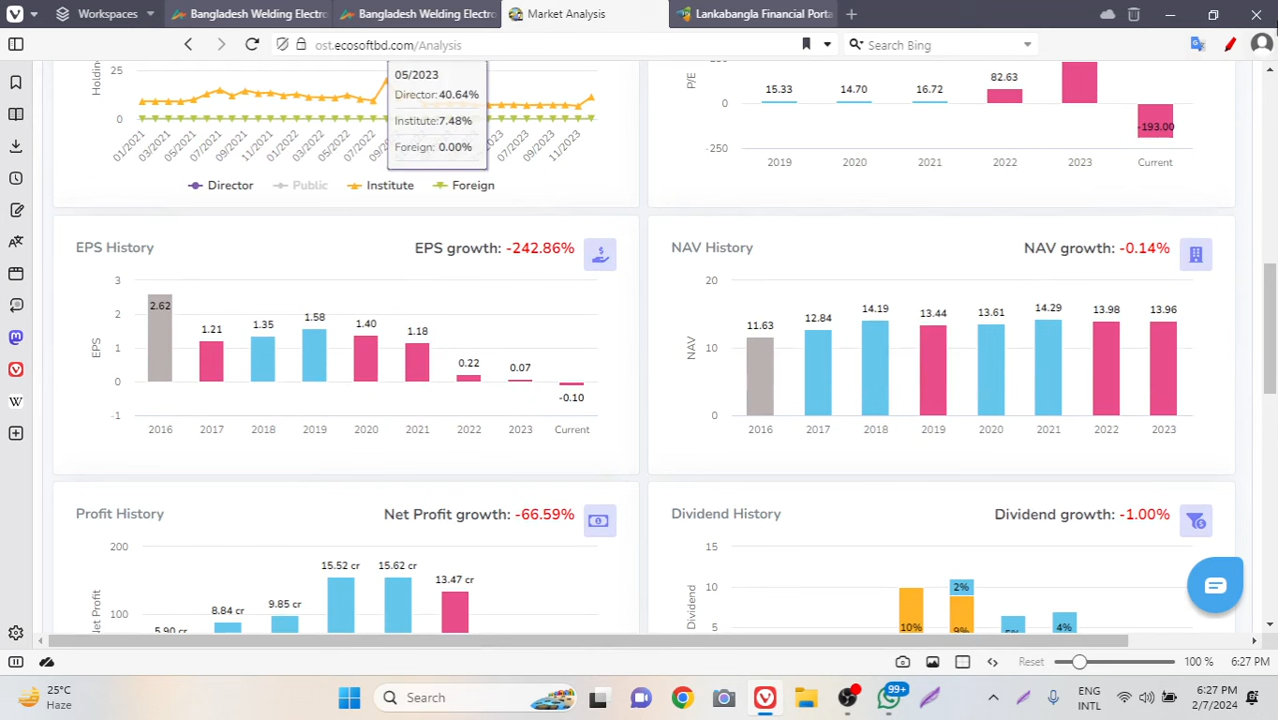 Workspaces
Bangladesh Welding Electro
Bangladesh Welding Electro
Market Analysis
Lankabangla Financial Porta
ost.ecosoftbd.com/Analysis
Search Bing
25
0
01/2021
03/2021
05/2021
07/2021
09/2021
11/2021
01/2022
03/2022
05/2022
07/2022
07/2023
09/2023
11/2023
05/2023
Director:40.64%
Institute:7.48%
Foreign: 0.00%
Director
Public
Institute
Foreign
P/E
0
-250
15.33
14.70
16.72
82.63
-193.00
2019
2020
2021
2022
2023
Current
EPS History
EPS growth: -242.86%
EPS
3
2
1
0
-1
2.62
1.21
1.35
1.58
1.40
1.18
0.22
0.07
-0.10
2016
2017
2018
2019
2020
2021
2022
2023
Current
NAV History
NAV growth: -0.14%
NAV
20
10
0
11.63
12.84
14.19
13.44
13.61
14.29
13.98
13.96
2016
2017
2018
2019
2020
2021
2022
2023
Profit History
Net Profit growth: -66.59%
200
100
5.90 cr
8.84 cr
9.85 cr
15.52 cr
15.62 cr
13.47 cr
Dividend History
Dividend growth: -1.00%
Dividend
15
10
5
10%
2%
9%
4%
Reset
100 %
6:27 PM
25°C
Haze
Search
99+
ENG
INTL
6:27 PM
2/7/2024